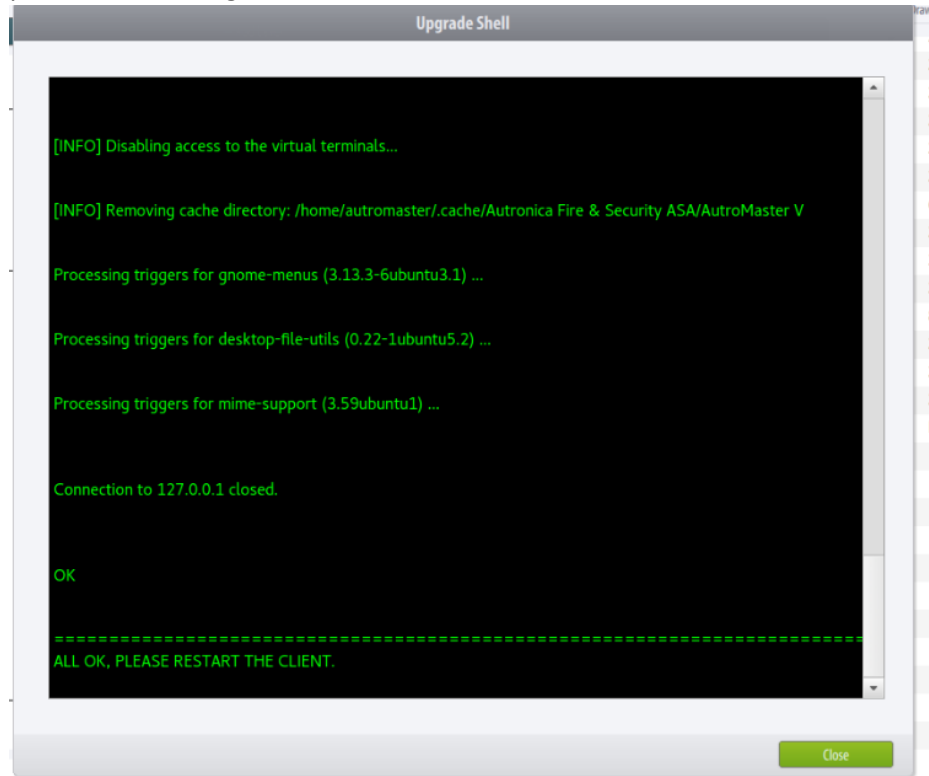 Upgrade Shell
[INFO] Disabling access to the virtual terminals...
[INFO] Removing cache directory: /home/autromaster/.cache/Autronica Fire & Security ASA/AutroMaster V
Processing triggers for gnome-menus (3.13.3-6ubuntu3.1) ...
Processing triggers for desktop-file-utils (0.22-1ubuntu5.2) ...
Processing triggers for mime-support (3.59ubuntu1) ...
Connection to 127.0.0.1 closed.
OK
==========================================================================
ALL OK, PLEASE RESTART THE CLIENT.
Close